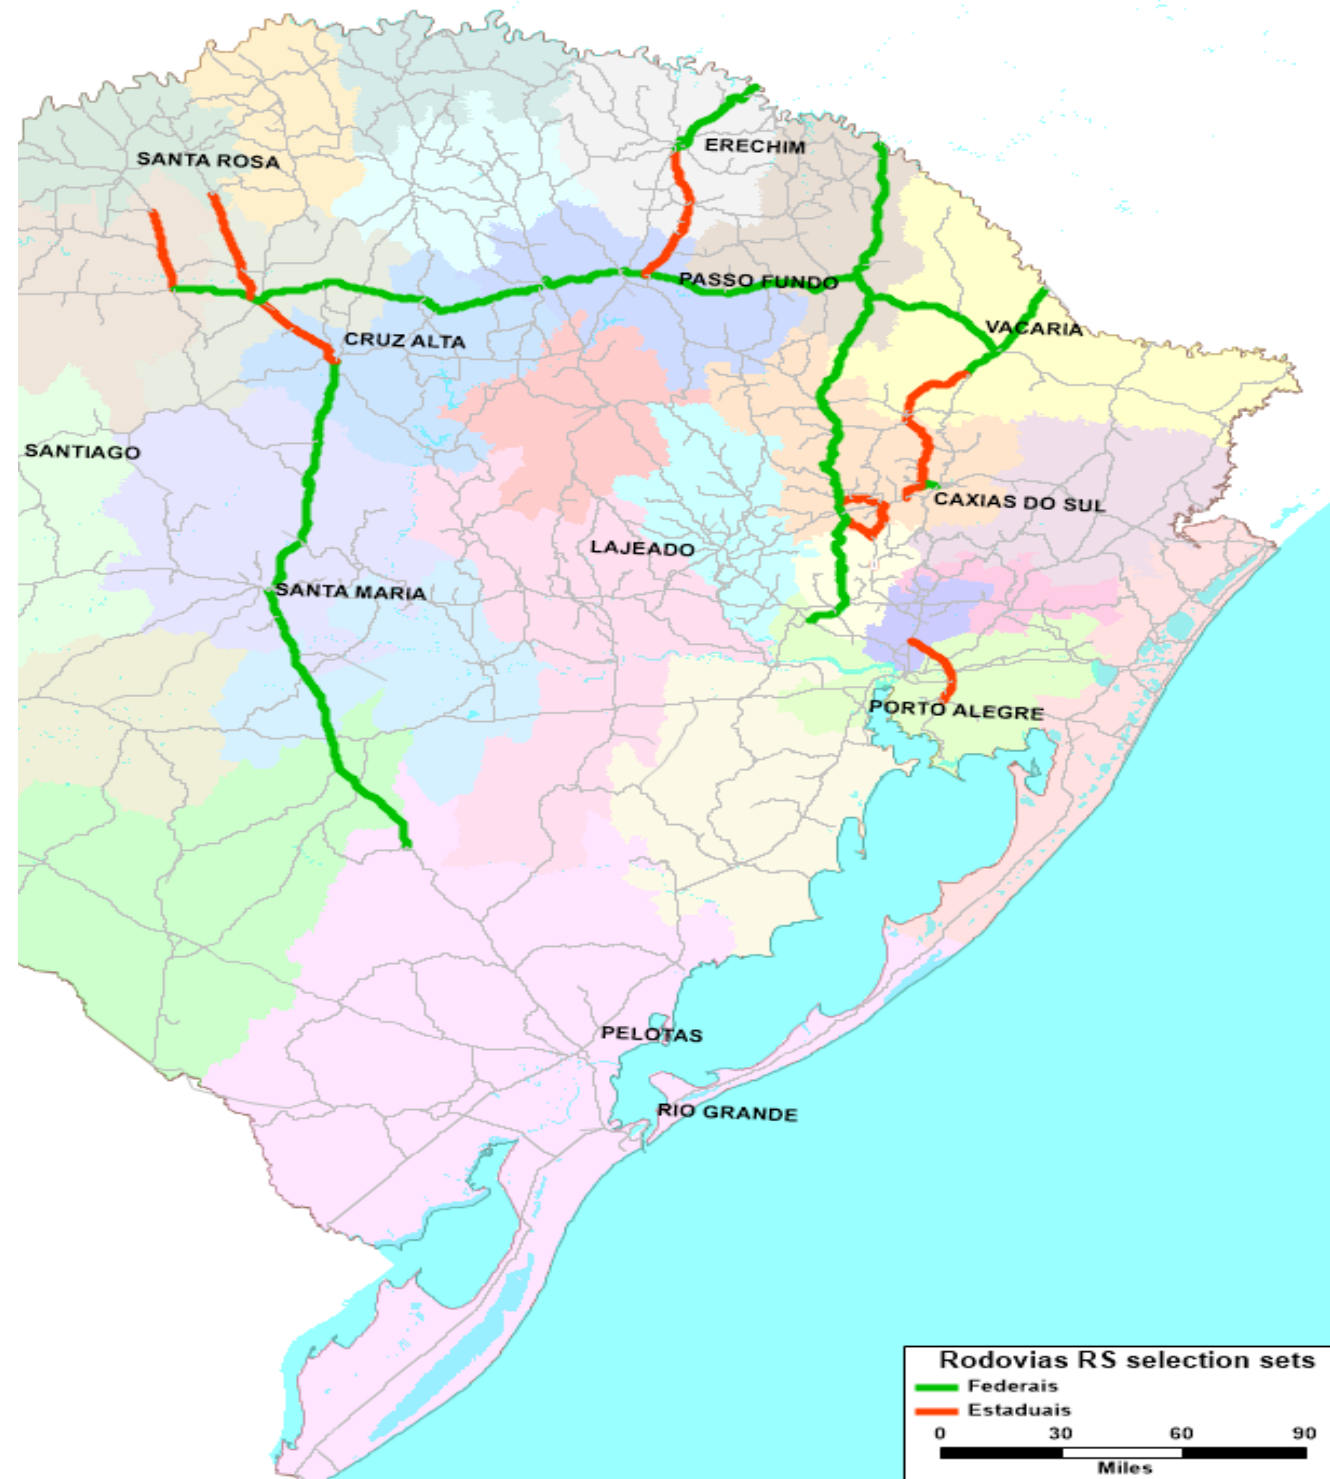 SANTA ROSA
ERECHIM
PASSO FUNDO
VACARIA
CRUZ ALTA
SANTIAGO
CAXIAS DO SUL
LAJEADO
SANTA MARIA
PORTO ALEGRE
PELOTAS
RIO GRANDE
Rodovias RS selection sets
Federais
Estaduais
0 30 60 90
Miles